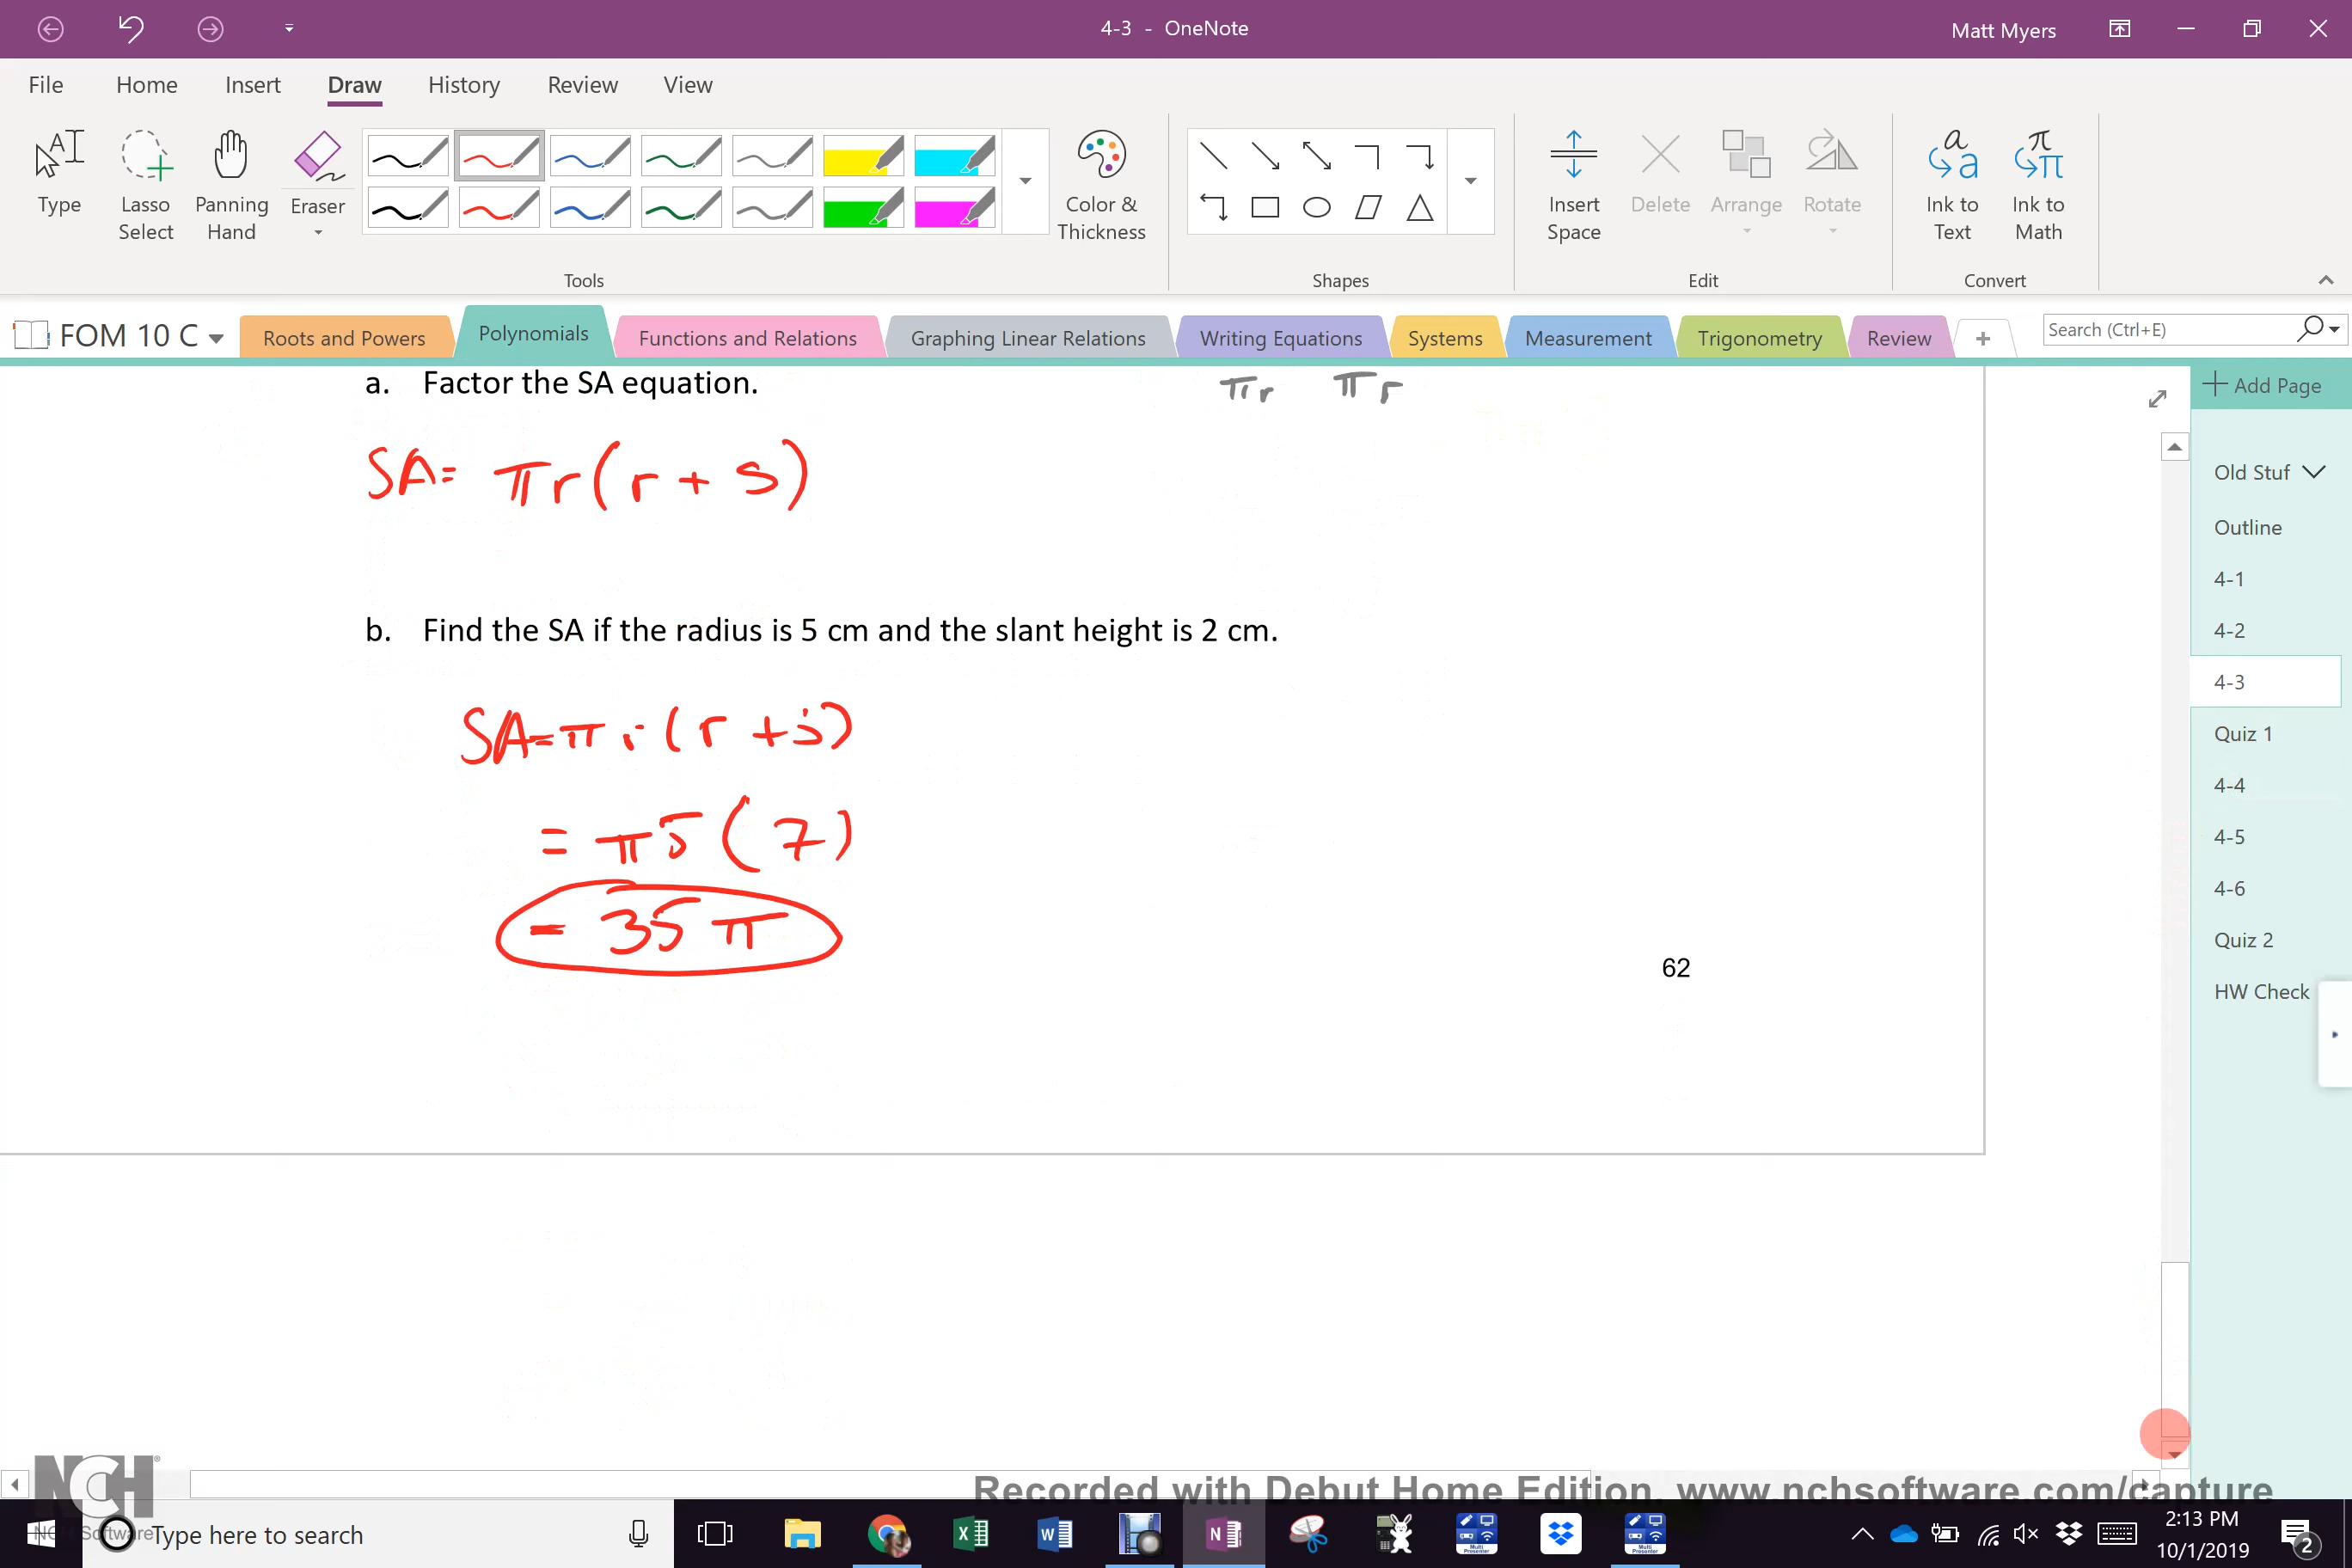 4-3 - OneNote
Matt Myers
File Home Insert Draw History Review View
Type
Lasso Select
Panning Hand
Eraser
Color & Thickness
Insert Space
Delete
Arrange
Rotate
a
a
Ink to Text
π
π
Ink to Math
Tools Shapes Edit Convert
FOM 10 C Roots and Powers Polynomials Functions and Relations Graphing Linear Relations Writing Equations Systems Measurement Trigonometry Review +
Search (Ctrl+E)
a. Factor the SA equation.
πr πr
SA= πr(r + s)
b. Find the SA if the radius is 5 cm and the slant height is 2 cm.
SA=πr(r +s)
= π5(7)
= 35π
62
Add Page
Old Stuf
Outline
4-1
4-2
4-3
Quiz 1
4-4
4-5
4-6
Quiz 2
HW Check
NCH®
NCH Software
Recorded with Debut Home Edition. www.nchsoftware.com/capture
Type here to search
2:13 PM
10/1/2019
2